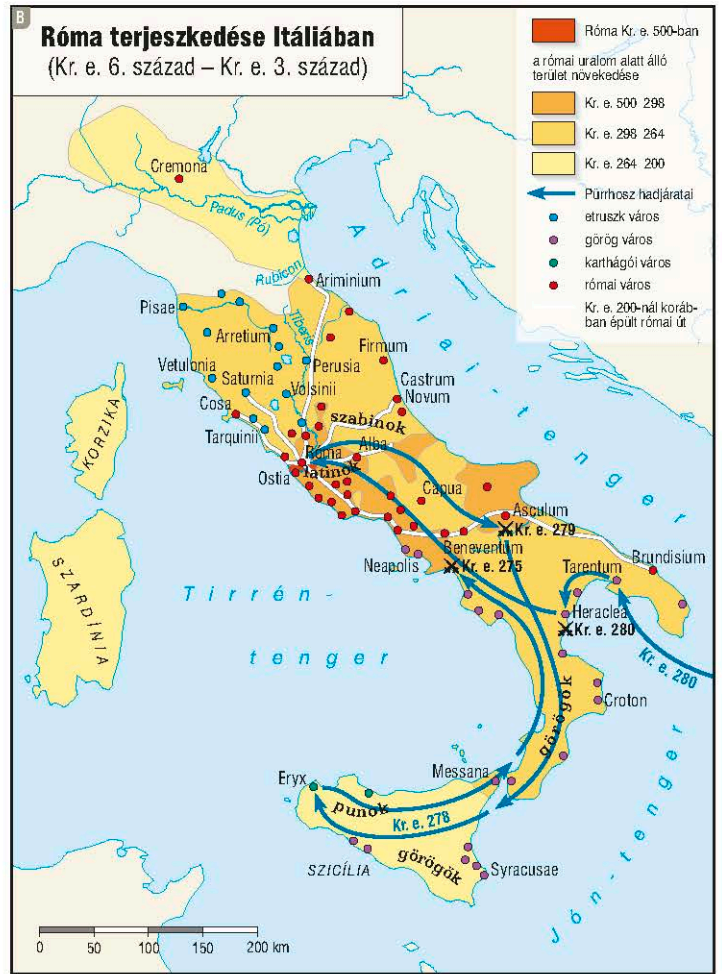 B
Róma terjeszkedése Itáliában
(Kr. e. 6. század – Kr. e. 3. század)
Róma Kr. e. 500-ban
a római uralom alatt álló
terület növekedése
Kr. e. 500 298
Kr. e. 298 264
Kr. e. 264 200
Pürrhosz hadjáratai
etruszk város
görög város
karthágói város
római város
Kr. e. 200-nál koráb-
ban épült római út
Cremona
Padus (Pó)
Rubicon
Ariminium
Adriai-tenger
Pisae
Arretium
Tiberis
Firmum
Vetulonia
Perusia
Saturnia
Volsinii
Castrum
Novum
Cosa
szabinok
Tarquinii
KORZIKA
Róma
Alba
Ostia
latinok
Capua
Asculum
Kr. e. 279
Neapolis
Beneventum
Kr. e. 275
Tarentum
Brundisium
Heraclea
Kr. e. 280
Kr. e. 280
SZARDÍNIA
Tirrén-
tenger
görögök
Croton
Eryx
Messana
punok
Kr. e. 278
SZICÍLIA
görögök
Syracusae
Jón-tenger
0 50 100 150 200 km